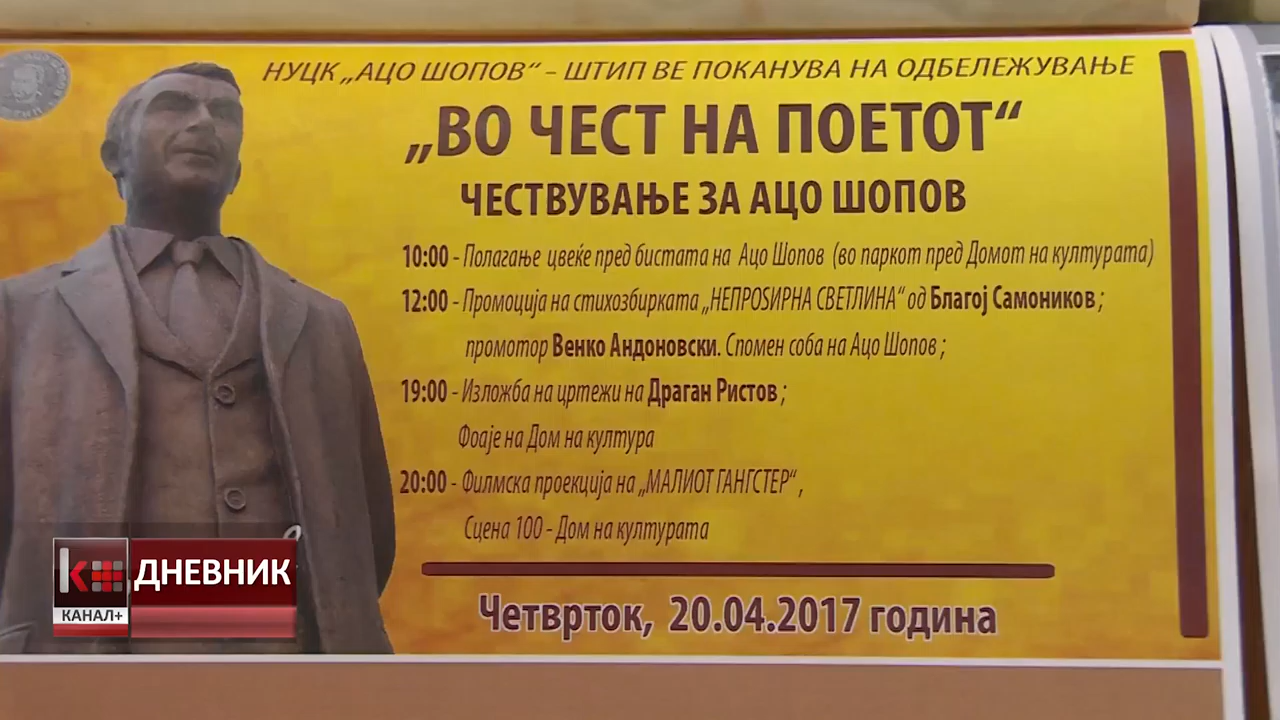 НУЦК „АЦО ШОПОВ“ – ШТИП ВЕ ПОКАНУВА НА ОДБЕЛЕЖУВАЊЕ
„ВО ЧЕСТ НА ПОЕТОТ“
ЧЕСТВУВАЊЕ ЗА АЦО ШОПОВ
10:00 - Полагање цвеќе пред бистата на Ацо Шопов (во паркот пред Домот на културата)
12:00 - Промоција на стихозбирката „НЕПРОЅИРНА СВЕТЛИНА“ од Благој Самоников ;
промотор Венко Андоновски. Спомен соба на Ацо Шопов ;
19:00 - Изложба на цртежи на Драган Ристов ;
Фоаје на Дом на култура
20:00 - Филмска проекција на „МАЛИОТ ГАНГСТЕР“ ,
Сцена 100 - Дом на културата
Четврток, 20.04.2017 година
ДНЕВНИК
КАНАЛ+